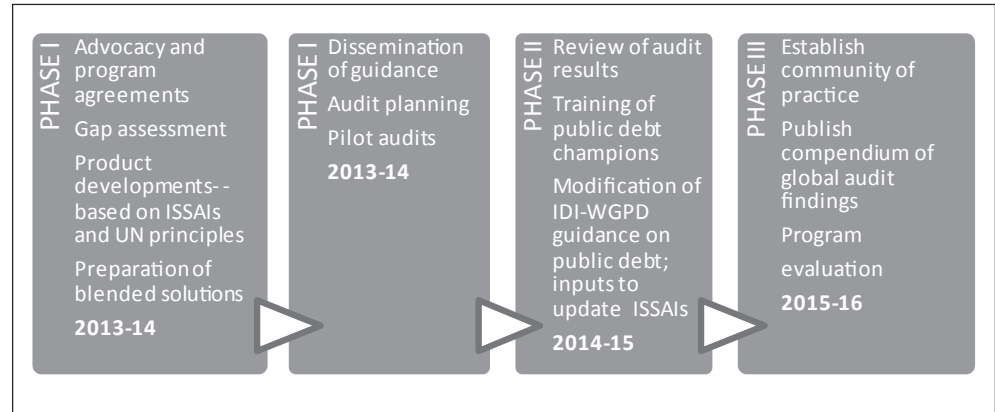 PHASE I
Advocacy and
program
agreements
Gap assessment
Product
developments--
based on ISSAIs
and UN principles
Preparation of
blended solutions
2013-14
PHASE I
Dissemination
of guidance
Audit planning
Pilot audits
2013-14
PHASE II
Review of audit
results
Training of
public debt
champions
Modification of
IDI-WGPD
guidance on
public debt;
inputs to
update ISSAIs
2014-15
PHASE III
Establish
community of
practice
Publish
compendium of
global audit
findings
Program
evaluation
2015-16